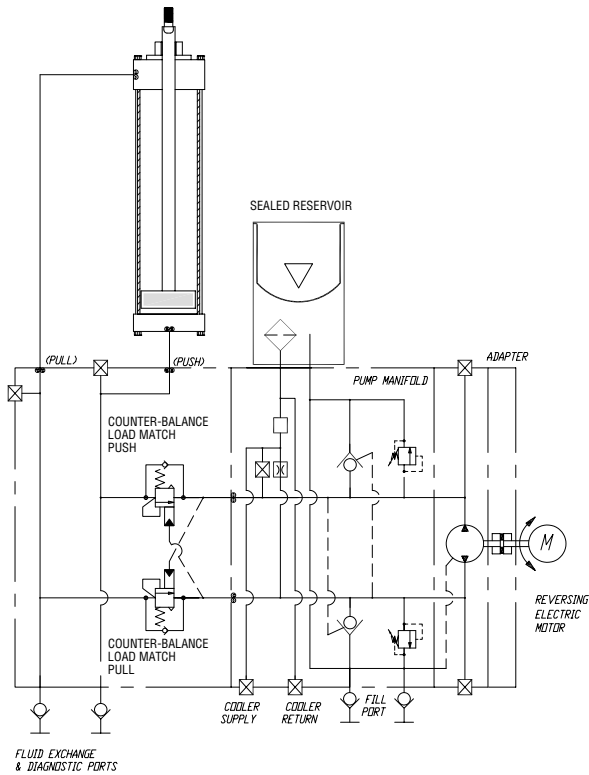 SEALED RESERVOIR
(PULL)
(PUSH)
ADAPTER
PUMP MANIFOLD
COUNTER-BALANCE
LOAD MATCH
PUSH
M
REVERSING
ELECTRIC
MOTOR
COUNTER-BALANCE
LOAD MATCH
PULL
COOLER
SUPPLY
COOLER
RETURN
FILL
PORT
FLUID EXCHANGE
& DIAGNOSTIC PORTS